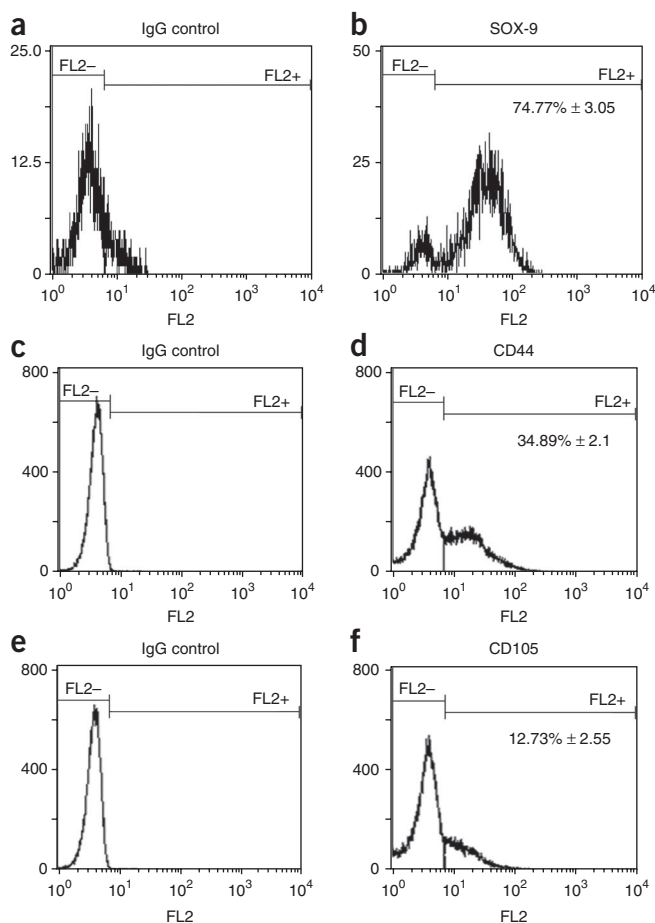 a
IgG control
25.0
12.5
0
FL2–
FL2+
10^0 10^1 10^2 10^3 10^4
FL2
b
SOX-9
50
25
0
FL2–
FL2+
74.77% ± 3.05
10^0 10^1 10^2 10^3 10^4
FL2
c
IgG control
800
400
0
FL2–
FL2+
10^0 10^1 10^2 10^3 10^4
FL2
d
CD44
800
400
0
FL2–
FL2+
34.89% ± 2.1
10^0 10^1 10^2 10^3 10^4
FL2
e
IgG control
800
400
0
FL2–
FL2+
10^0 10^1 10^2 10^3 10^4
FL2
f
CD105
800
400
0
FL2–
FL2+
12.73% ± 2.55
10^0 10^1 10^2 10^3 10^4
FL2